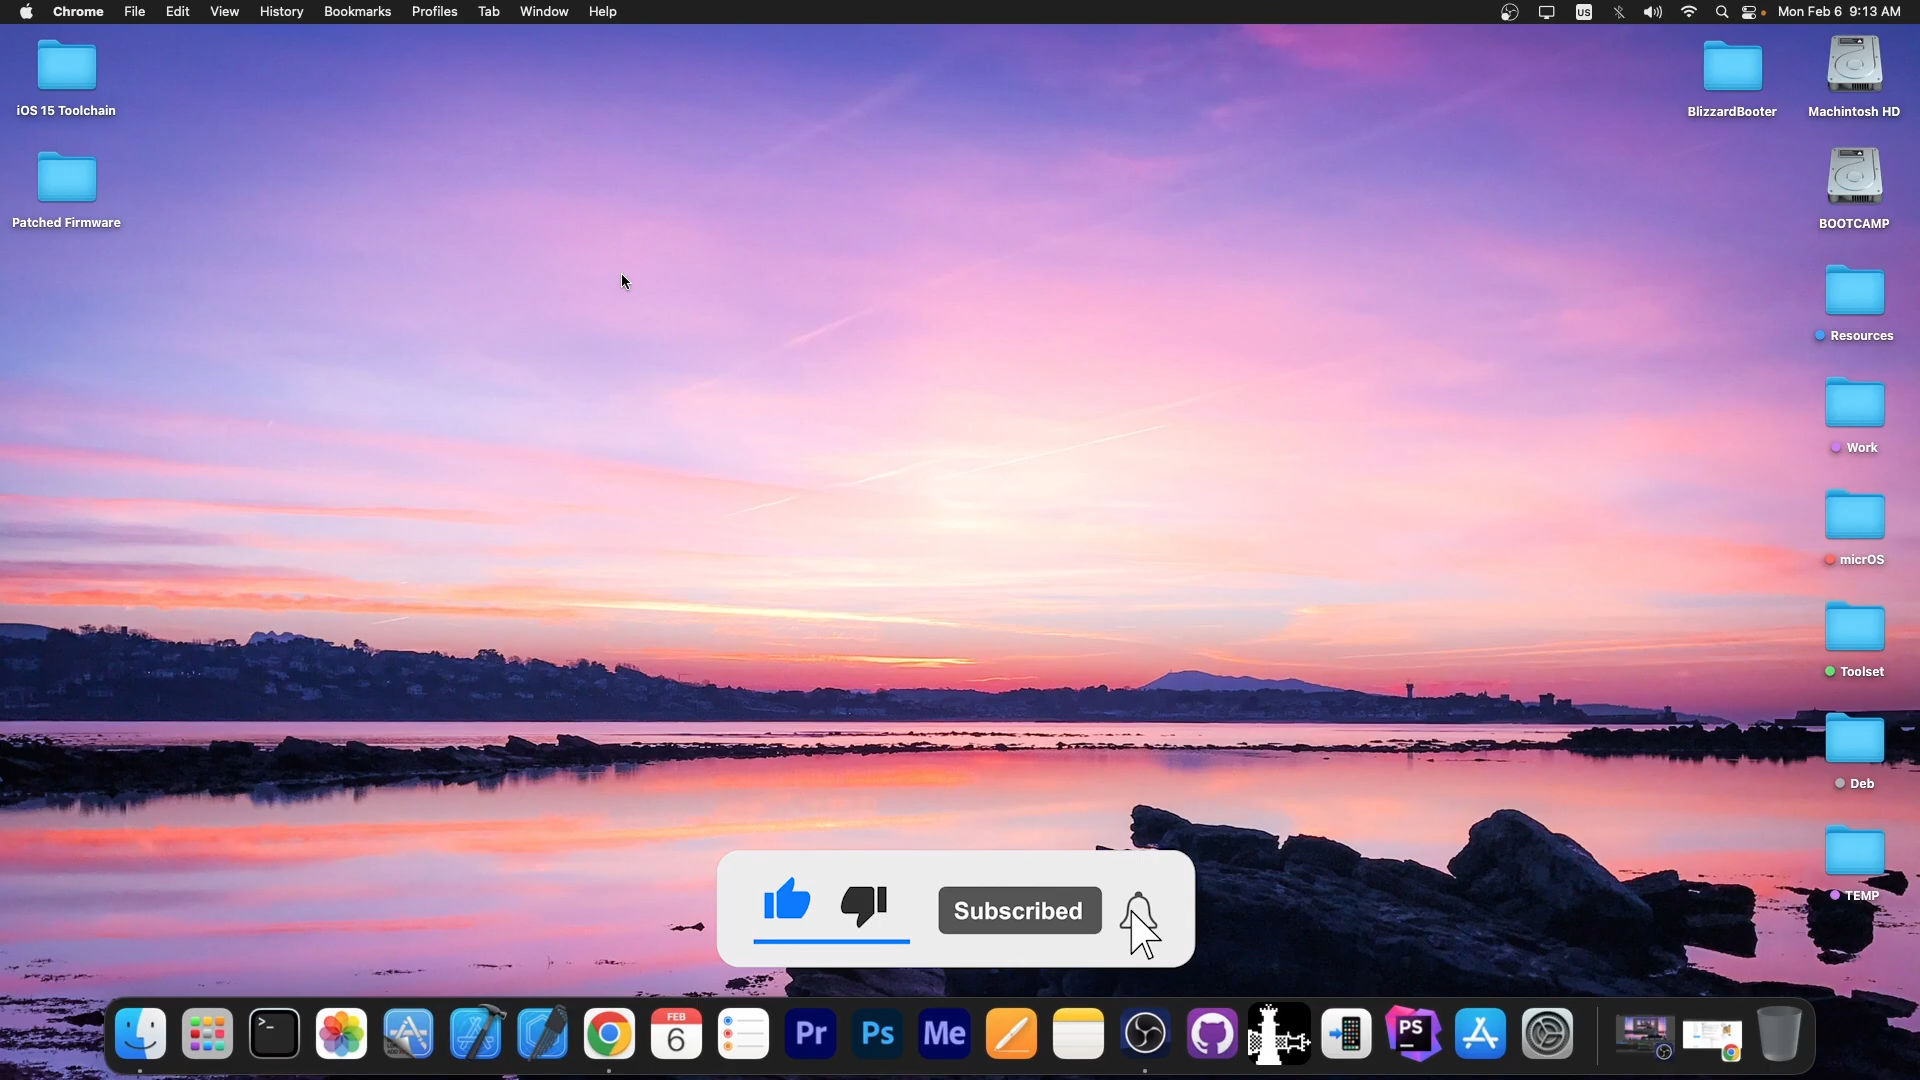 Chrome File Edit View History Bookmarks Profiles Tab Window Help
US
Mon Feb 6 9:13 AM
iOS 15 Toolchain
Patched Firmware
BlizzardBooter
Machintosh HD
BOOTCAMP
Resources
Work
micrOS
Toolset
Deb
TEMP
Subscribed
>_
FEB
6
Pr
Ps
Me
PS